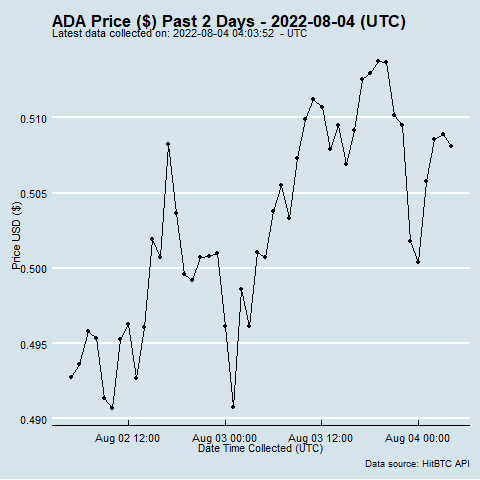 ADA Price ($) Past 2 Days - 2022-08-04 (UTC)
Latest data collected on: 2022-08-04 04:03:52 - UTC
Price USD ($)
0.510
0.505
0.500
0.495
0.490
Aug 02 12:00
Aug 03 00:00
Aug 03 12:00
Aug 04 00:00
Date Time Collected (UTC)
Data source: HitBTC API